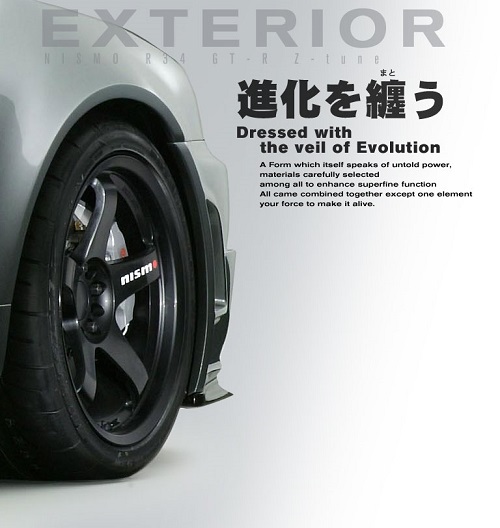 EXTERIOR
NISMO R34 GT-R Z-tune
まと
進化を纏う
Dressed with
the veil of Evolution
A Form which itself speaks of untold power,
materials carefully selected
among all to enhance superfine function
All came combined together except one element
your force to make it alive.
nismo